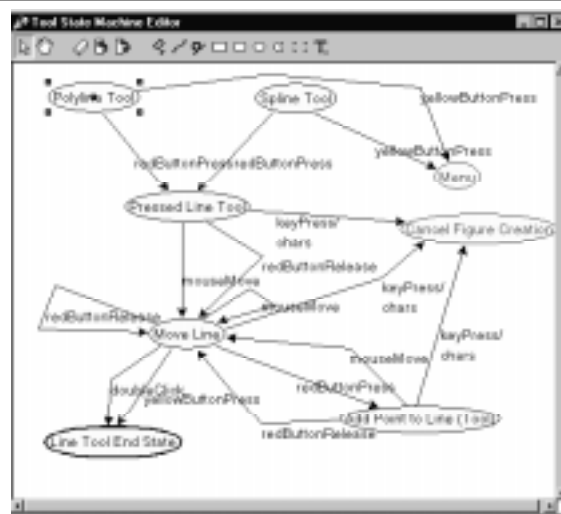 Tool State Machine Editor
Polyline Tool
Spline Tool
yellowButtonPress
yellowButtonPress
redButtonPress
redButtonPress
Menu
Pressed Line Tool
keyPress/
chars
Cancel Figure Creation
redButtonRelease
mouseMove
keyPress/
chars
mouseMove
redButtonRelease
Move Line
keyPress/
chars
mouseMove
doubleClick
redButtonPress
yellowButtonPress
Add Point to Line (Tool)
redButtonRelease
Line Tool End State